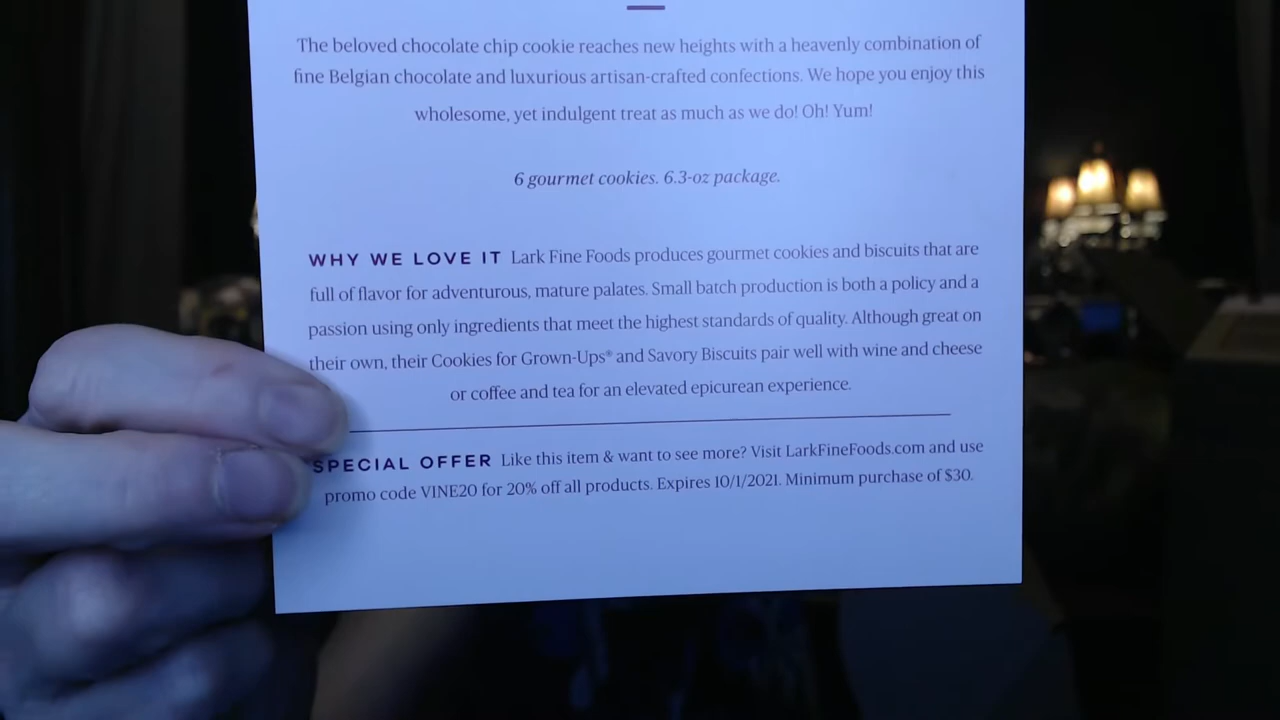 The beloved chocolate chip cookie reaches new heights with a heavenly combination of
fine Belgian chocolate and luxurious artisan-crafted confections. We hope you enjoy this
wholesome, yet indulgent treat as much as we do! Oh! Yum!
6 gourmet cookies. 6.3-oz package.
WHY WE LOVE IT Lark Fine Foods produces gourmet cookies and biscuits that are
full of flavor for adventurous, mature palates. Small batch production is both a policy and a
passion using only ingredients that meet the highest standards of quality. Although great on
their own, their Cookies for Grown-Ups® and Savory Biscuits pair well with wine and cheese
or coffee and tea for an elevated epicurean experience.
SPECIAL OFFER Like this item & want to see more? Visit LarkFineFoods.com and use
promo code VINE20 for 20% off all products. Expires 10/1/2021. Minimum purchase of $30.